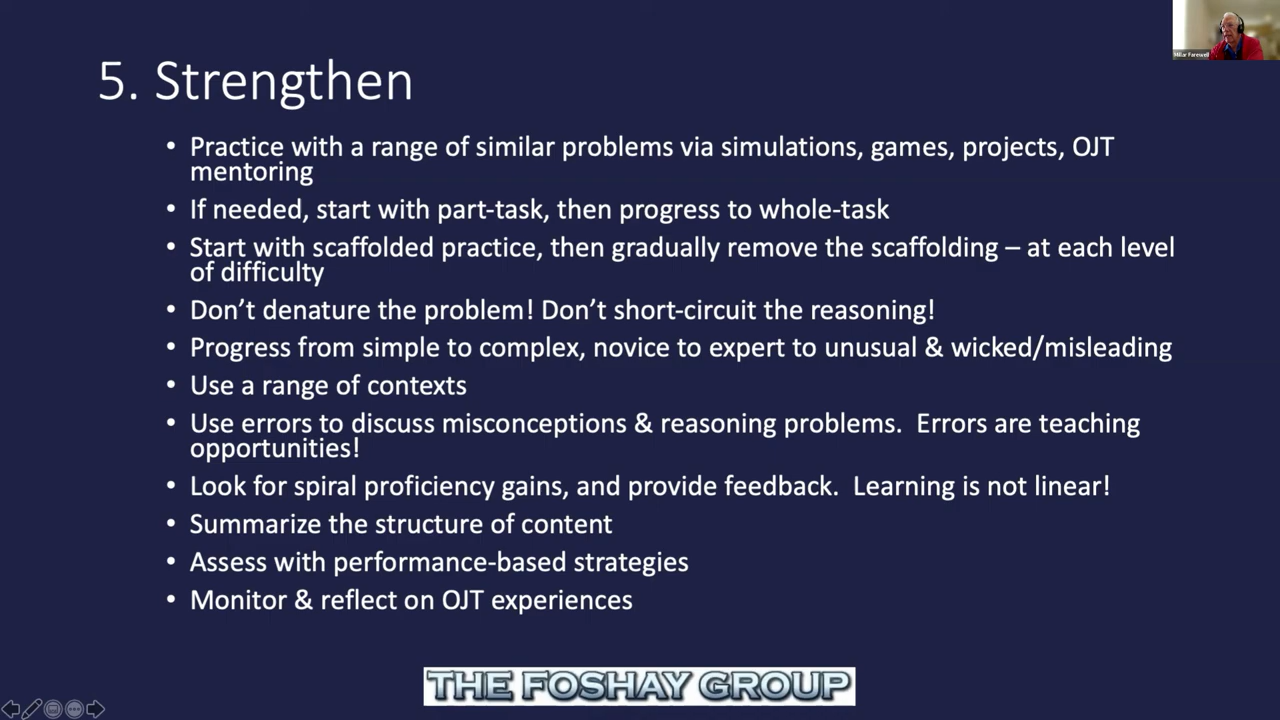 Millar Farewell
5. Strengthen
• Practice with a range of similar problems via simulations, games, projects, OJT
mentoring
• If needed, start with part-task, then progress to whole-task
• Start with scaffolded practice, then gradually remove the scaffolding – at each level
of difficulty
• Don’t denature the problem! Don’t short-circuit the reasoning!
• Progress from simple to complex, novice to expert to unusual & wicked/misleading
• Use a range of contexts
• Use errors to discuss misconceptions & reasoning problems.  Errors are teaching
opportunities!
• Look for spiral proficiency gains, and provide feedback.  Learning is not linear!
• Summarize the structure of content
• Assess with performance-based strategies
• Monitor & reflect on OJT experiences
THE FOSHAY GROUP